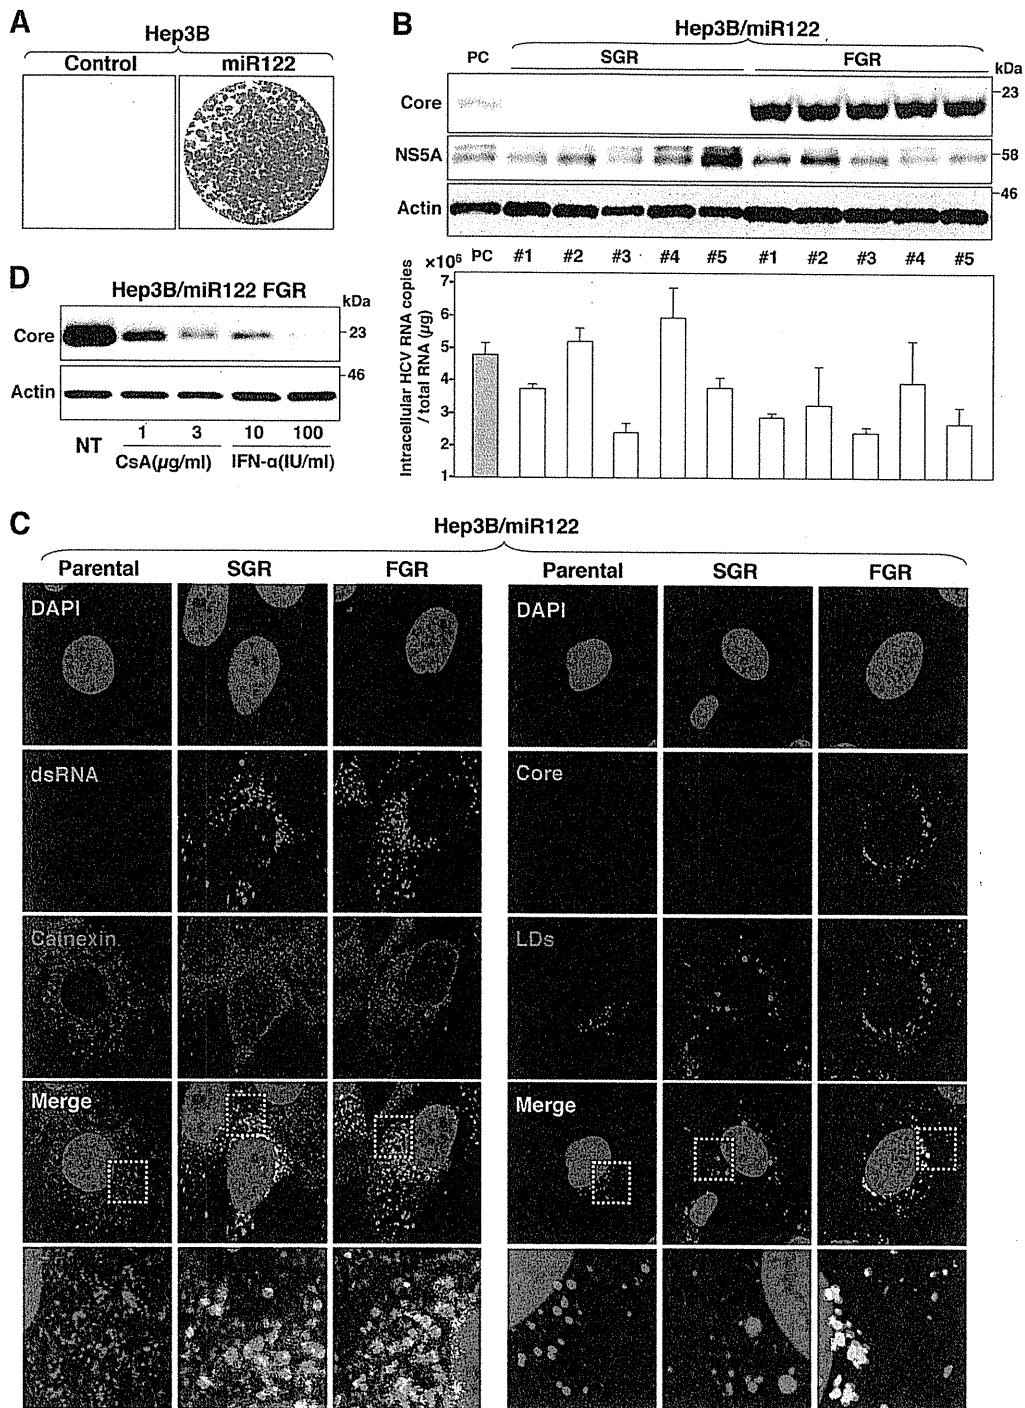 A
Hep3B
Control miR122
B
Hep3B/miR122
PC SGR FGR
kDa
Core 23
NS5A 58
46
Actin
PC #1 #2 #3 #4 #5 #1 #2 #3 #4 #5
×10⁶
7
6
5
4
3
2
1
Intracellular HCV RNA copies
/ total RNA (µg)
D
Hep3B/miR122 FGR
kDa
Core 23
46
Actin
NT 1 3 10 100
CsA(µg/ml) IFN-α(IU/ml)
C
Hep3B/miR122
Parental SGR FGR Parental SGR FGR
DAPI DAPI
dsRNA Core
Calnexin LDs
Merge Merge